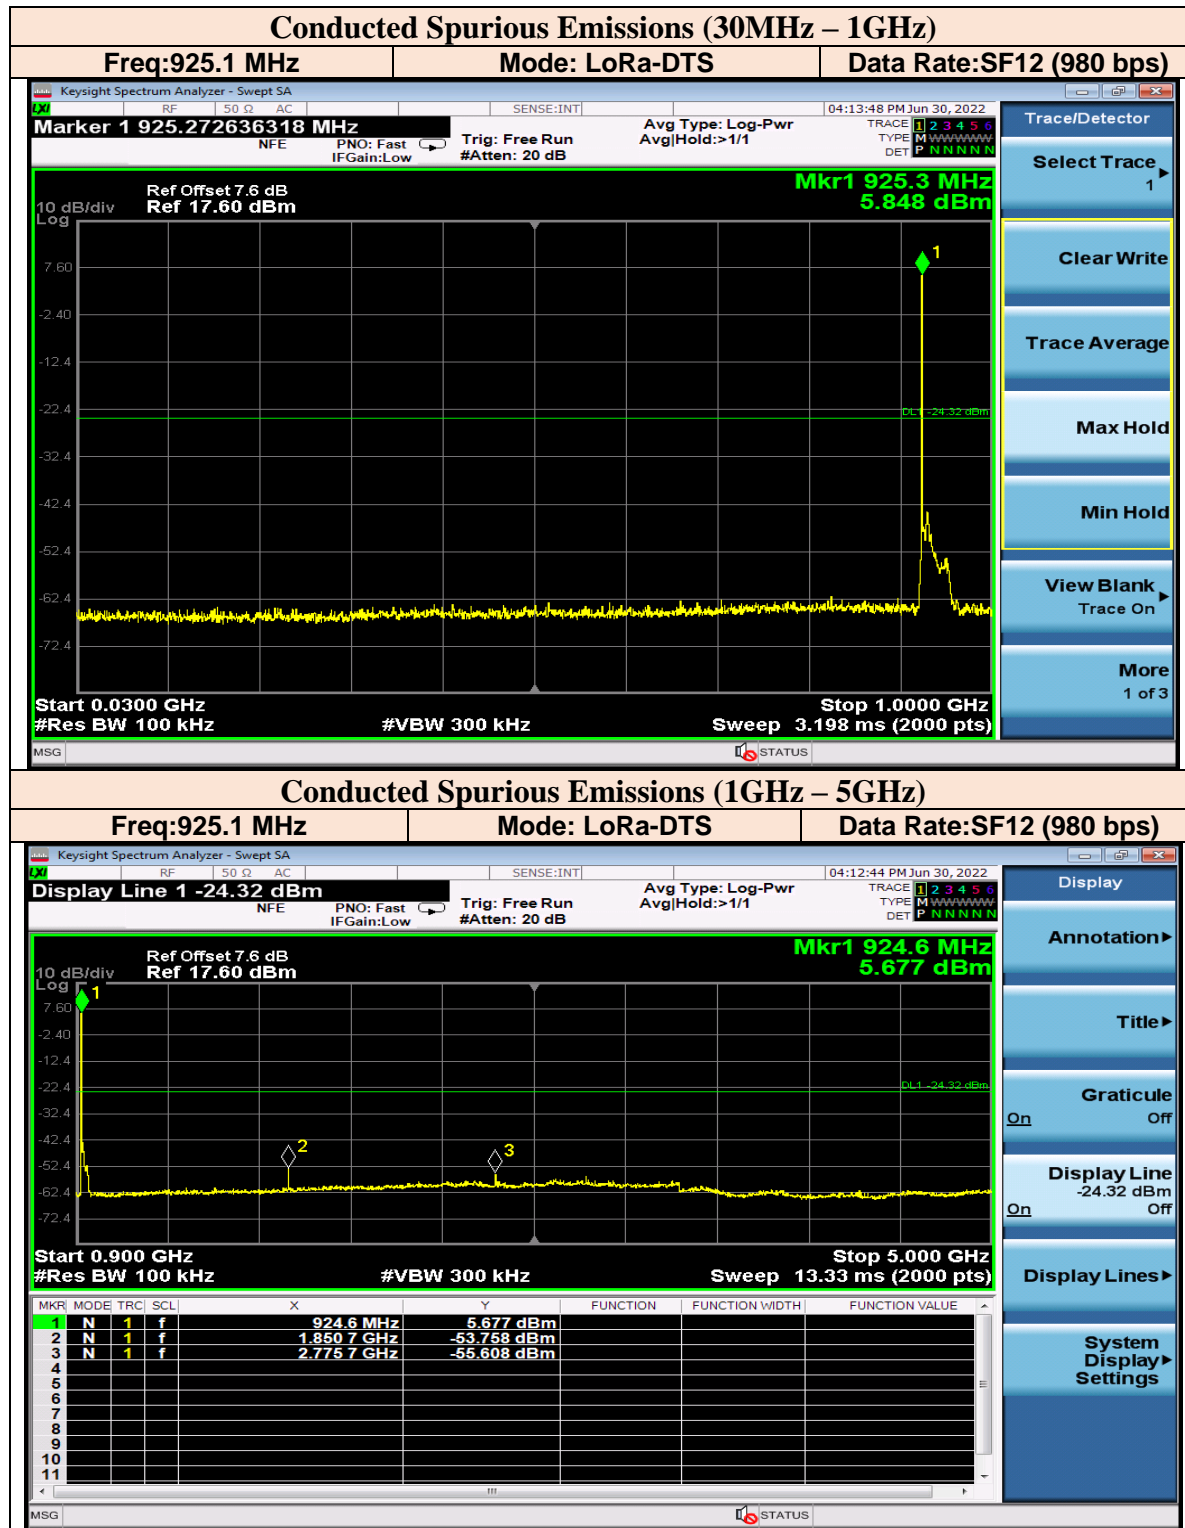 Conducted Spurious Emissions (30MHz – 1GHz)
Freq:925.1 MHz Mode: LoRa-DTS Data Rate:SF12 (980 bps)
Keysight Spectrum Analyzer - Swept SA
LXI RF 50 Ω AC SENSE:INT 04:13:48 PM Jun 30, 2022
Marker 1 925.272636318 MHz
NFE PNO: Fast IFGain:Low
Trig: Free Run
#Atten: 20 dB
Avg Type: Log-Pwr
Avg|Hold:>1/1
TRACE 1 2 3 4 5 6
TYPE M WWWWW
DET P N N N N N
Ref Offset 7.6 dB
10 dB/div Ref 17.60 dBm
Log
Mkr1 925.3 MHz
5.848 dBm
1
7.60
-2.40
-12.4
-22.4
DL1 -24.32 dBm
-32.4
-42.4
-52.4
-62.4
-72.4
Start 0.0300 GHz Stop 1.0000 GHz
#Res BW 100 kHz #VBW 300 kHz Sweep 3.198 ms (2000 pts)
MSG STATUS
Trace/Detector
Select Trace
1
Clear Write
Trace Average
Max Hold
Min Hold
View Blank
Trace On
More
1 of 3
Conducted Spurious Emissions (1GHz – 5GHz)
Freq:925.1 MHz Mode: LoRa-DTS Data Rate:SF12 (980 bps)
Keysight Spectrum Analyzer - Swept SA
LXI RF 50 Ω AC SENSE:INT 04:12:44 PM Jun 30, 2022
Display Line 1 -24.32 dBm
NFE PNO: Fast IFGain:Low
Trig: Free Run
#Atten: 20 dB
Avg Type: Log-Pwr
Avg|Hold:>1/1
TRACE 1 2 3 4 5 6
TYPE M WWWWW
DET P N N N N N
Ref Offset 7.6 dB
10 dB/div Ref 17.60 dBm
Log
Mkr1 924.6 MHz
5.677 dBm
1
7.60
-2.40
-12.4
-22.4
DL1 -24.32 dBm
-32.4
-42.4
2
3
-52.4
-62.4
-72.4
Start 0.900 GHz Stop 5.000 GHz
#Res BW 100 kHz #VBW 300 kHz Sweep 13.33 ms (2000 pts)
MKR MODE TRC SCL X Y FUNCTION FUNCTION WIDTH FUNCTION VALUE
1 N 1 f 924.6 MHz 5.677 dBm
2 N 1 f 1.850 7 GHz -53.758 dBm
3 N 1 f 2.775 7 GHz -55.608 dBm
4
5
6
7
8
9
10
11
MSG STATUS
Display
Annotation
Title
Graticule
On Off
Display Line
-24.32 dBm
On Off
Display Lines
System
Display
Settings